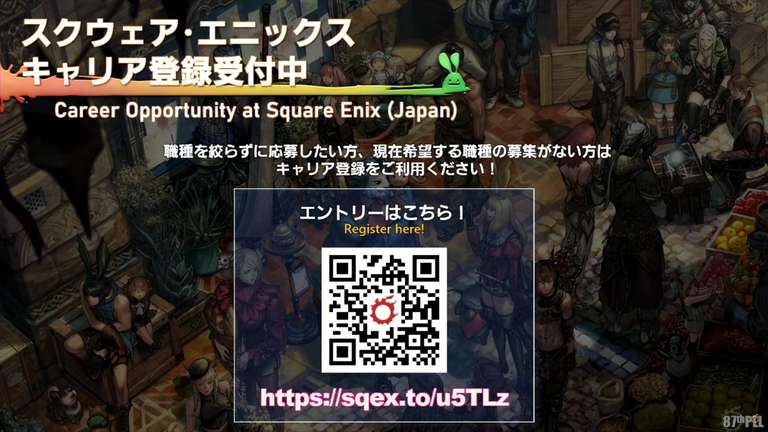 スクウェア・エニックス
キャリア登録受付中
Career Opportunity at Square Enix (Japan)
職種を絞らずに応募したい方、現在希望する職種の募集がない方は
キャリア登録をご利用ください！
エントリーはこちら！
Register here!
https://sqex.to/u5TLz
87th PLL